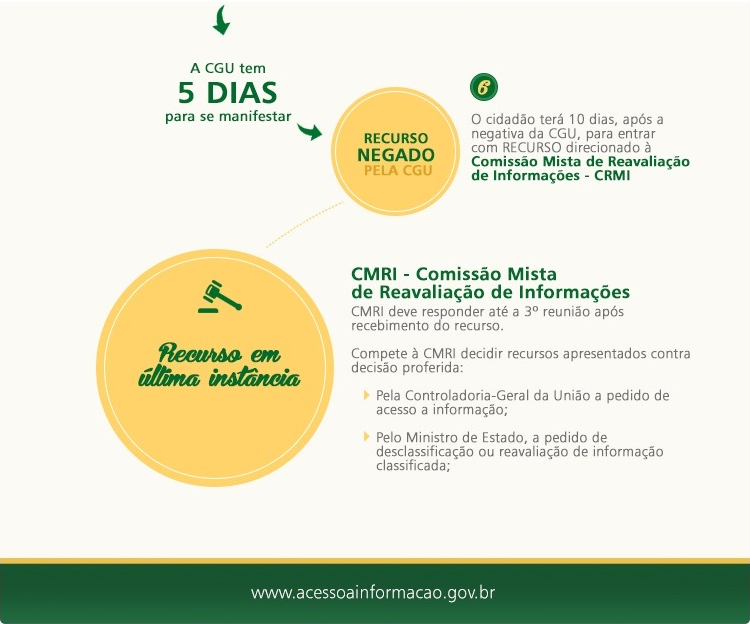 A CGU tem
5 DIAS
para se manifestar
RECURSO
NEGADO
PELA CGU
6
O cidadão terá 10 dias, após a
negativa da CGU, para entrar
com RECURSO direcionado à
Comissão Mista de Reavaliação
de Informações - CRMI
Recurso em
última instância
CMRI - Comissão Mista
de Reavaliação de Informações
CMRI deve responder até a 3º reunião após
recebimento do recurso.
Compete à CMRI decidir recursos apresentados contra
decisão proferida:
Pela Controladoria-Geral da União a pedido de
acesso a informação;
Pelo Ministro de Estado, a pedido de
desclassificação ou reavaliação de informação
classificada;
www.acessoainformacao.gov.br